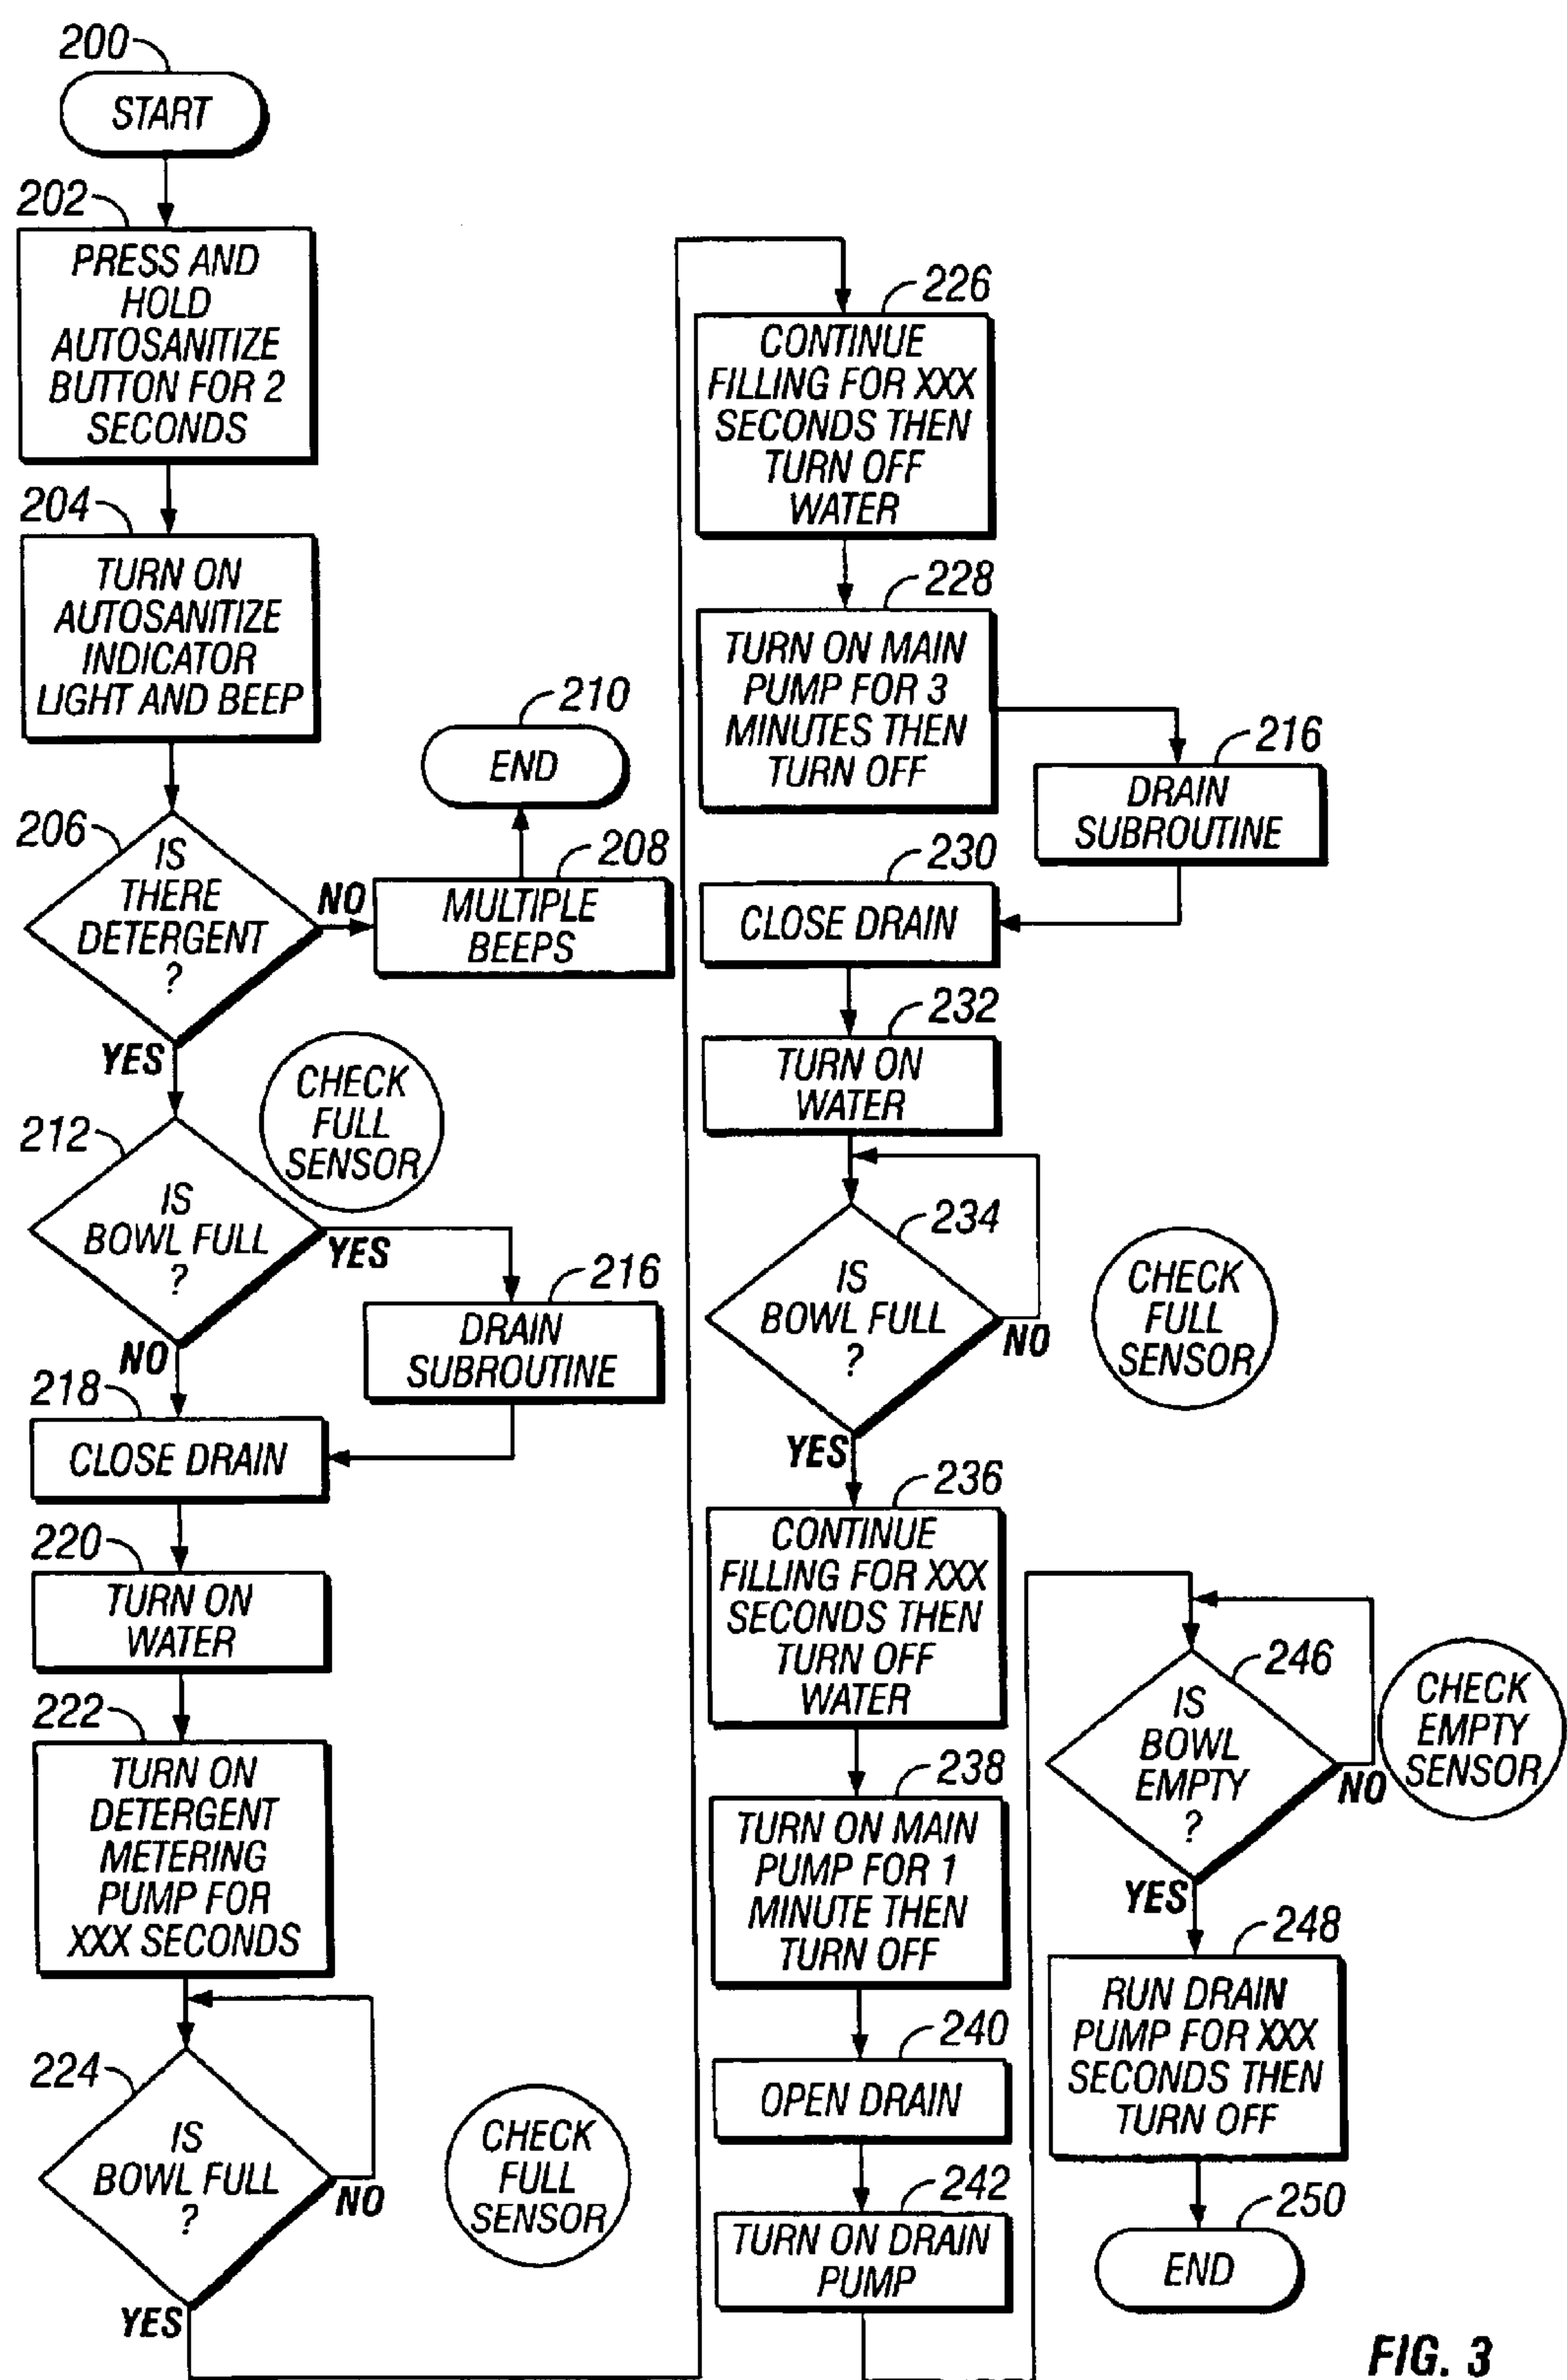 200
START
202
PRESS AND
HOLD
AUTOSANITIZE
BUTTON FOR 2
SECONDS
204
TURN ON
AUTOSANITIZE
INDICATOR
LIGHT AND BEEP
206
IS
THERE
DETERGENT
?
NO
210
END
208
MULTIPLE
BEEPS
YES
CHECK
FULL
SENSOR
212
IS
BOWL FULL
?
YES
216
DRAIN
SUBROUTINE
NO
218
CLOSE DRAIN
220
TURN ON
WATER
222
TURN ON
DETERGENT
METERING
PUMP FOR
XXX SECONDS
224
IS
BOWL FULL
?
NO
CHECK
FULL
SENSOR
YES
226
CONTINUE
FILLING FOR XXX
SECONDS THEN
TURN OFF
WATER
228
TURN ON MAIN
PUMP FOR 3
MINUTES THEN
TURN OFF
216
DRAIN
SUBROUTINE
230
CLOSE DRAIN
232
TURN ON
WATER
234
IS
BOWL FULL
?
NO
CHECK
FULL
SENSOR
YES
236
CONTINUE
FILLING FOR XXX
SECONDS THEN
TURN OFF
WATER
238
TURN ON MAIN
PUMP FOR 1
MINUTE THEN
TURN OFF
240
OPEN DRAIN
242
TURN ON DRAIN
PUMP
246
IS
BOWL
EMPTY
?
NO
CHECK
EMPTY
SENSOR
YES
248
RUN DRAIN
PUMP FOR XXX
SECONDS THEN
TURN OFF
250
END
FIG. 3